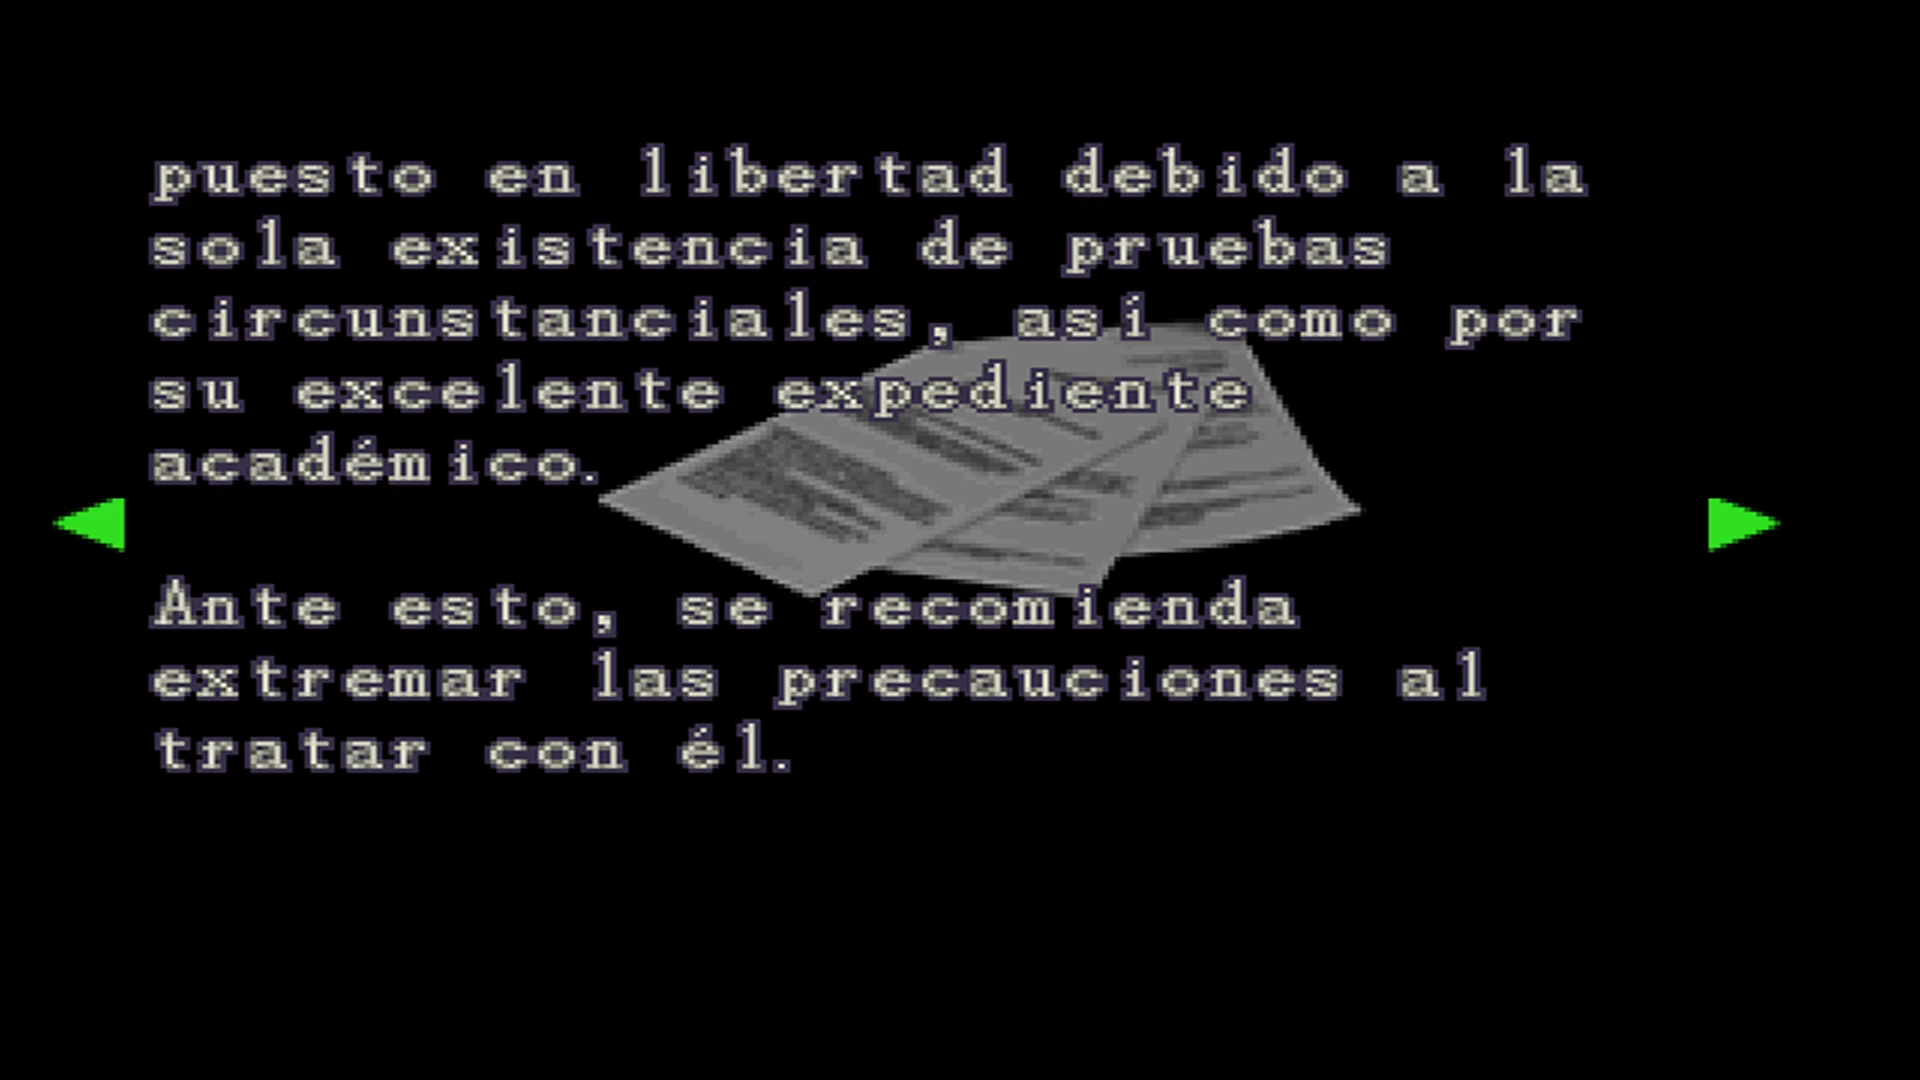 puesto en libertad debido a la
sola existencia de pruebas
circunstanciales, así como por
su excelente expediente
académico.
Ante esto, se recomienda
extremar las precauciones al
tratar con él.